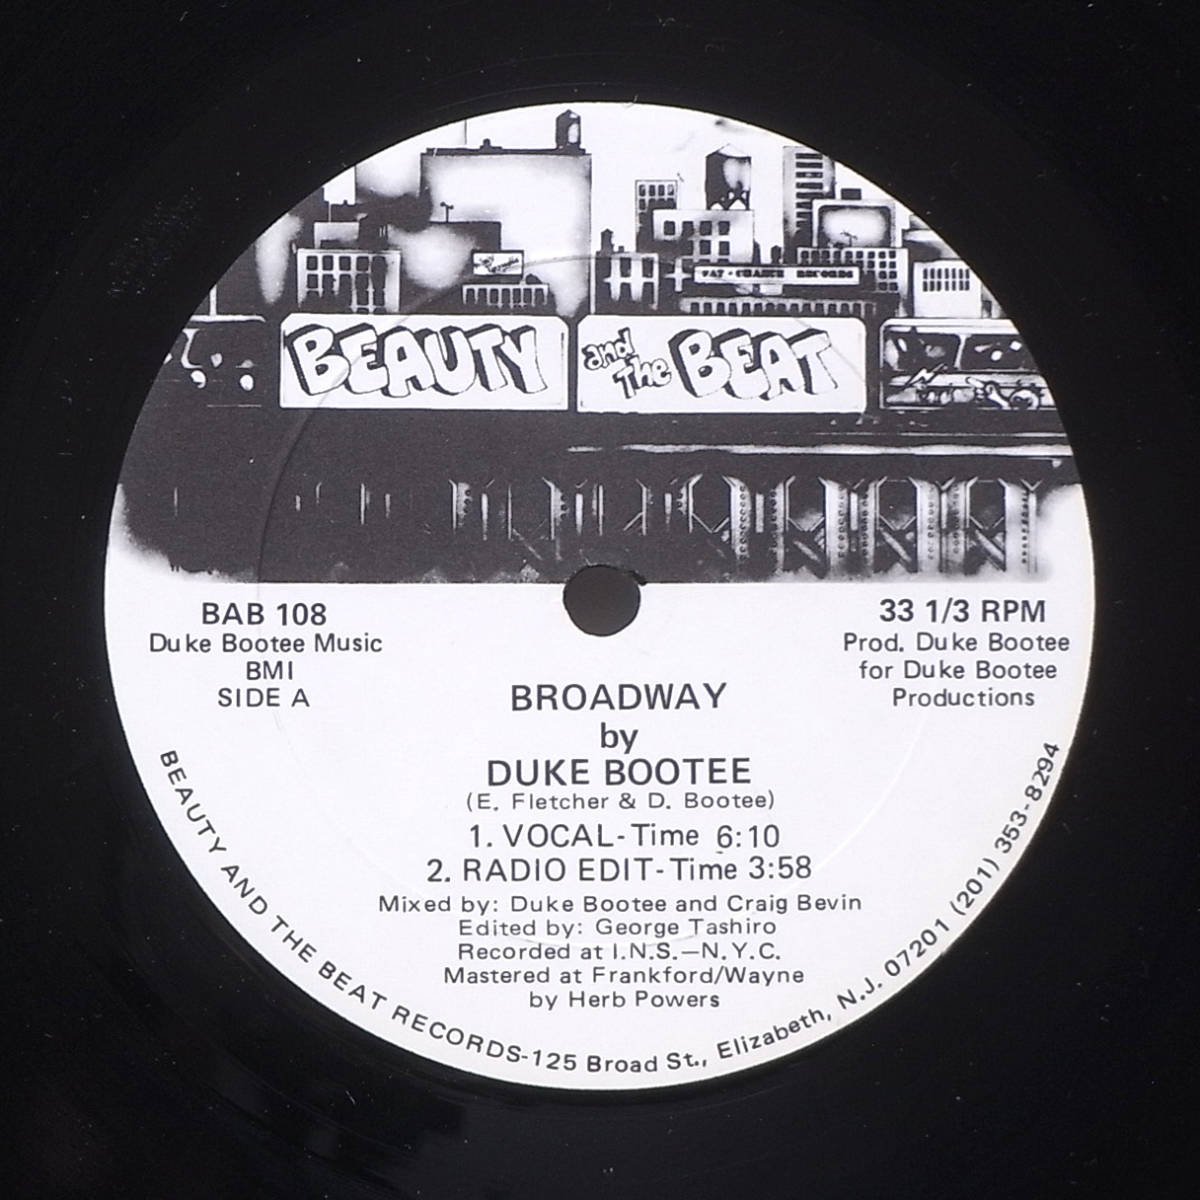 FAT-CHANCE RECORDS
BEAUTY
and The BEAT
BAB 108
Duke Bootee Music
BMI
SIDE A
33 1/3 RPM
Prod. Duke Bootee
for Duke Bootee
Productions
BROADWAY
by
DUKE BOOTEE
(E. Fletcher & D. Bootee)
1. VOCAL-Time 6:10
2. RADIO EDIT-Time 3:58
Mixed by: Duke Bootee and Craig Bevin
Edited by: George Tashiro
Recorded at I.N.S.—N.Y.C.
Mastered at Frankford/Wayne
by Herb Powers
BEAUTY AND THE BEAT RECORDS-125 Broad St., Elizabeth, N.J. 07201 (201) 353-8294